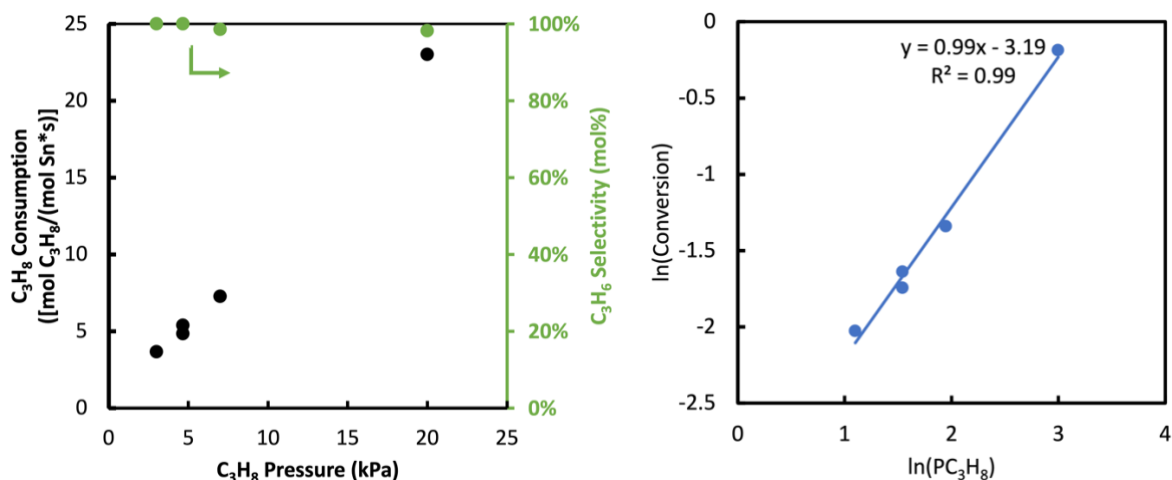 C₃H₈ Consumption
([mol C₃H₈/(mol Sn*s)]
25
20
15
10
5
0
0 5 10 15 20 25
C₃H₈ Pressure (kPa)
100%
80%
60%
40%
20%
0%
C₃H₆ Selectivity (mol%)
ln(Conversion)
0
-0.5
-1
-1.5
-2
-2.5
y = 0.99x - 3.19
R² = 0.99
0 1 2 3 4
ln(PC₃H₈)